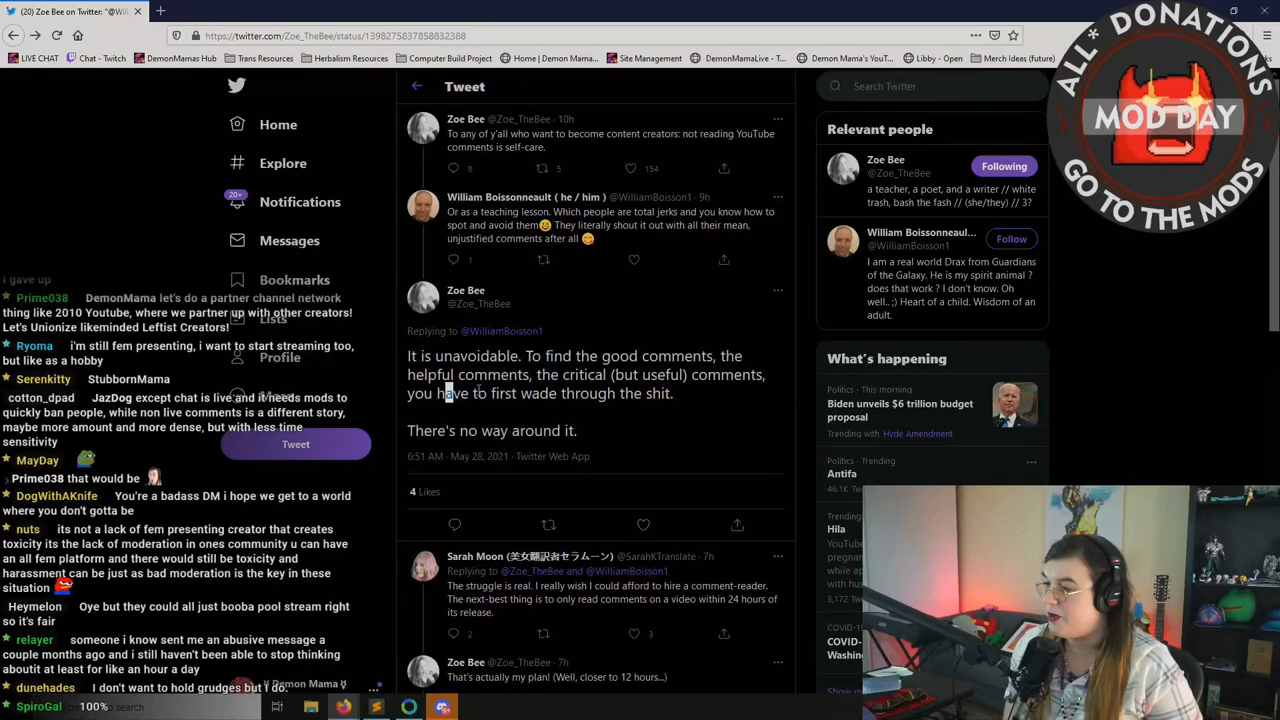 (20) Zoe Bee on Twitter: "@Will
https://twitter.com/Zoe_TheBee/status/1398275837858832388
LIVE CHAT
Chat - Twitch
DemonMamas Hub
Trans Resources
Herbalism Resources
Computer Build Project
Home | Demon Mama...
Site Management
DemonMamaLive - T...
Demon Mama's YouT...
Libby - Open
Merch Ideas (future)
ALL* DONATIONS
MOD DAY
GO TO THE MODS
Home
Explore
20+
Notifications
Messages
Bookmarks
Lists
Profile
More
Tweet
Demon Mama
I gave up
Prime038 DemonMama let's do a partner channel network
thing like 2010 Youtube, where we partner up with other creators!
Let's Unionize likeminded Leftist Creators!
Ryoma i'm still fem presenting, i want to start streaming too,
but like as a hobby
Serenkitty StubbornMama
cotton_dpad JazDog except chat is live and it needs mods to
quickly ban people, while non live comments is a different story,
maybe more amount and more dense, but with less time
sensitivity
MayDay
Prime038 that would be
DogWithAKnife You're a badass DM i hope we get to a world
where you don't gotta be
nuts its not a lack of fem presenting creator that creates
toxicity its the lack of moderation in ones community u can have
an all fem platform and there would still be toxicity and
harassment can be just as bad moderation is the key in these
situation
Heymelon Oye but they could all just booba pool stream right
so it's fair
relayer someone i know sent me an abusive message a
couple months ago and i still haven't been able to stop thinking
aboutit at least for like an hour a day
dunehades I don't want to hold grudges but i do.
SpiroGal 100%
Tweet
Zoe Bee @Zoe_TheBee · 10h
To any of y'all who want to become content creators: not reading YouTube
comments is self-care.
8
5
154
William Boissonneault ( he / him ) @WilliamBoisson1 · 9h
Or as a teaching lesson. Which people are total jerks and you know how to
spot and avoid them They literally shout it out with all their mean,
unjustified comments after all
1
Zoe Bee
@Zoe_TheBee
Replying to @WilliamBoisson1
It is unavoidable. To find the good comments, the
helpful comments, the critical (but useful) comments,
you have to first wade through the shit.
There's no way around it.
6:51 AM · May 28, 2021 · Twitter Web App
4 Likes
Sarah Moon (美女翻訳者セラムーン) @SarahKTranslate · 7h
Replying to @Zoe_TheBee and @WilliamBoisson1
The struggle is real. I really wish I could afford to hire a comment-reader.
The next-best thing is to only read comments on a video within 24 hours of
its release.
2
3
Zoe Bee @Zoe_TheBee · 7h
That's actually my plan! (Well, closer to 12 hours...)
Search Twitter
Relevant people
Zoe Bee
@Zoe_TheBee
Following
a teacher, a poet, and a writer // white
trash, bash the fash // (she/they) // 3?
William Boissonneaul...
@WilliamBoisson1
Follow
I am a real world Drax from Guardians
of the Galaxy. He is my spirit animal ?
does that work ? I don't know. Oh
well.. ;) Heart of a child. Wisdom of an
adult.
What's happening
Politics · This morning
Biden unveils $6 trillion budget
proposal
Trending with Hyde Amendment
Politics · Trending
Antifa
46.1K
Trending
Hila
YouTube
3,172
COVID-19
Show